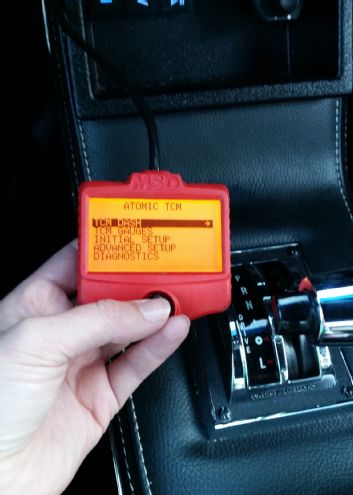 MSD
ATOMIC TCM
TCM DASH →
TCM GAUGES
INITIAL SETUP
ADVANCED SETUP
DIAGNOSTICS
P
R
N
D
L